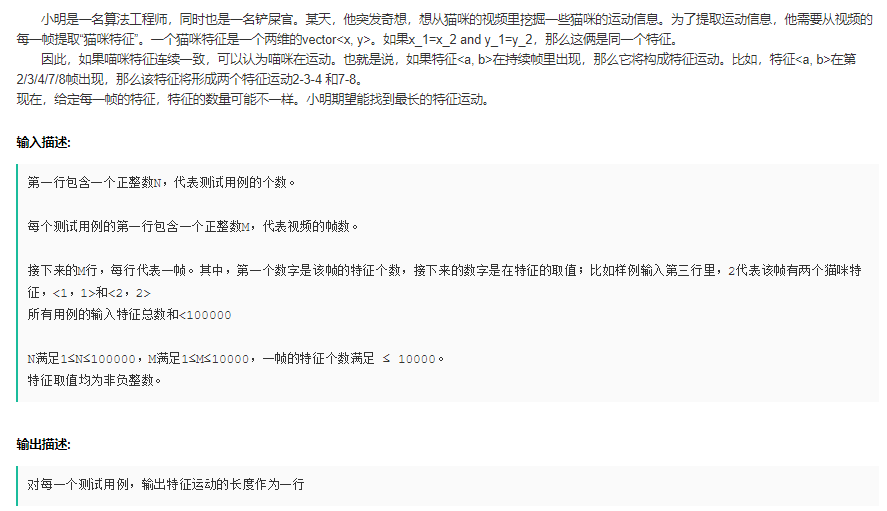 小明是一名算法工程师，同时也是一名铲屎官。某天，他突发奇想，想从猫咪的视频里挖掘一些猫咪的运动信息。为了提取运动信息，他需要从视频的
每一帧提取“猫咪特征”。一个猫咪特征是一个两维的vector<x, y>。如果x_1=x_2 and y_1=y_2，那么这俩是同一个特征。
因此，如果喵咪特征连续一致，可以认为喵咪在运动。也就是说，如果特征<a, b>在持续帧里出现，那么它将构成特征运动。比如，特征<a, b>在第
2/3/4/7/8帧出现，那么该特征将形成两个特征运动2-3-4 和7-8。
现在，给定每一帧的特征，特征的数量可能不一样。小明期望能找到最长的特征运动。
输入描述:
第一行包含一个正整数N，代表测试用例的个数。
每个测试用例的第一行包含一个正整数M，代表视频的帧数。
接下来的M行，每行代表一帧。其中，第一个数字是该帧的特征个数，接下来的数字是在特征的取值；比如样例输入第三行里，2代表该帧有两个猫咪特
征，<1，1>和<2，2>
所有用例的输入特征总数和<100000
N满足1≤N≤100000，M满足1≤M≤10000，一帧的特征个数满足 ≤ 10000。
特征取值均为非负整数。
输出描述:
对每一个测试用例，输出特征运动的长度作为一行